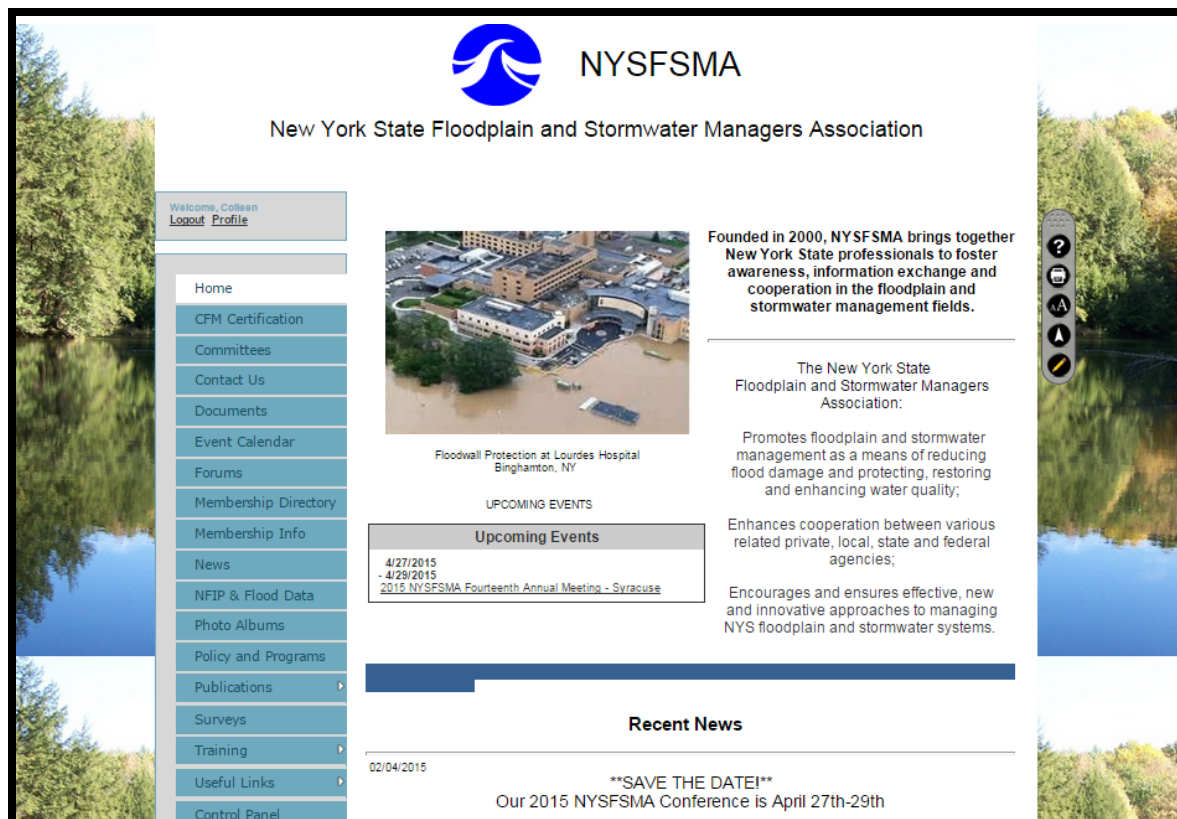 NYSFSMA
New York State Floodplain and Stormwater Managers Association
Welcome, Colleen
Logout Profile
Home
CFM Certification
Committees
Contact Us
Documents
Event Calendar
Forums
Membership Directory
Membership Info
News
NFIP & Flood Data
Photo Albums
Policy and Programs
Publications
Surveys
Training
Useful Links
Control Panel
Floodwall Protection at Lourdes Hospital
Binghamton, NY
UPCOMING EVENTS
Upcoming Events
4/27/2015
- 4/29/2015
2015 NYSFSMA Fourteenth Annual Meeting - Syracuse
Founded in 2000, NYSFSMA brings together
New York State professionals to foster
awareness, information exchange and
cooperation in the floodplain and
stormwater management fields.
The New York State
Floodplain and Stormwater Managers
Association:
Promotes floodplain and stormwater
management as a means of reducing
flood damage and protecting, restoring
and enhancing water quality;
Enhances cooperation between various
related private, local, state and federal
agencies;
Encourages and ensures effective, new
and innovative approaches to managing
NYS floodplain and stormwater systems.
?
AA
Recent News
02/04/2015
**SAVE THE DATE!**
Our 2015 NYSFSMA Conference is April 27th-29th